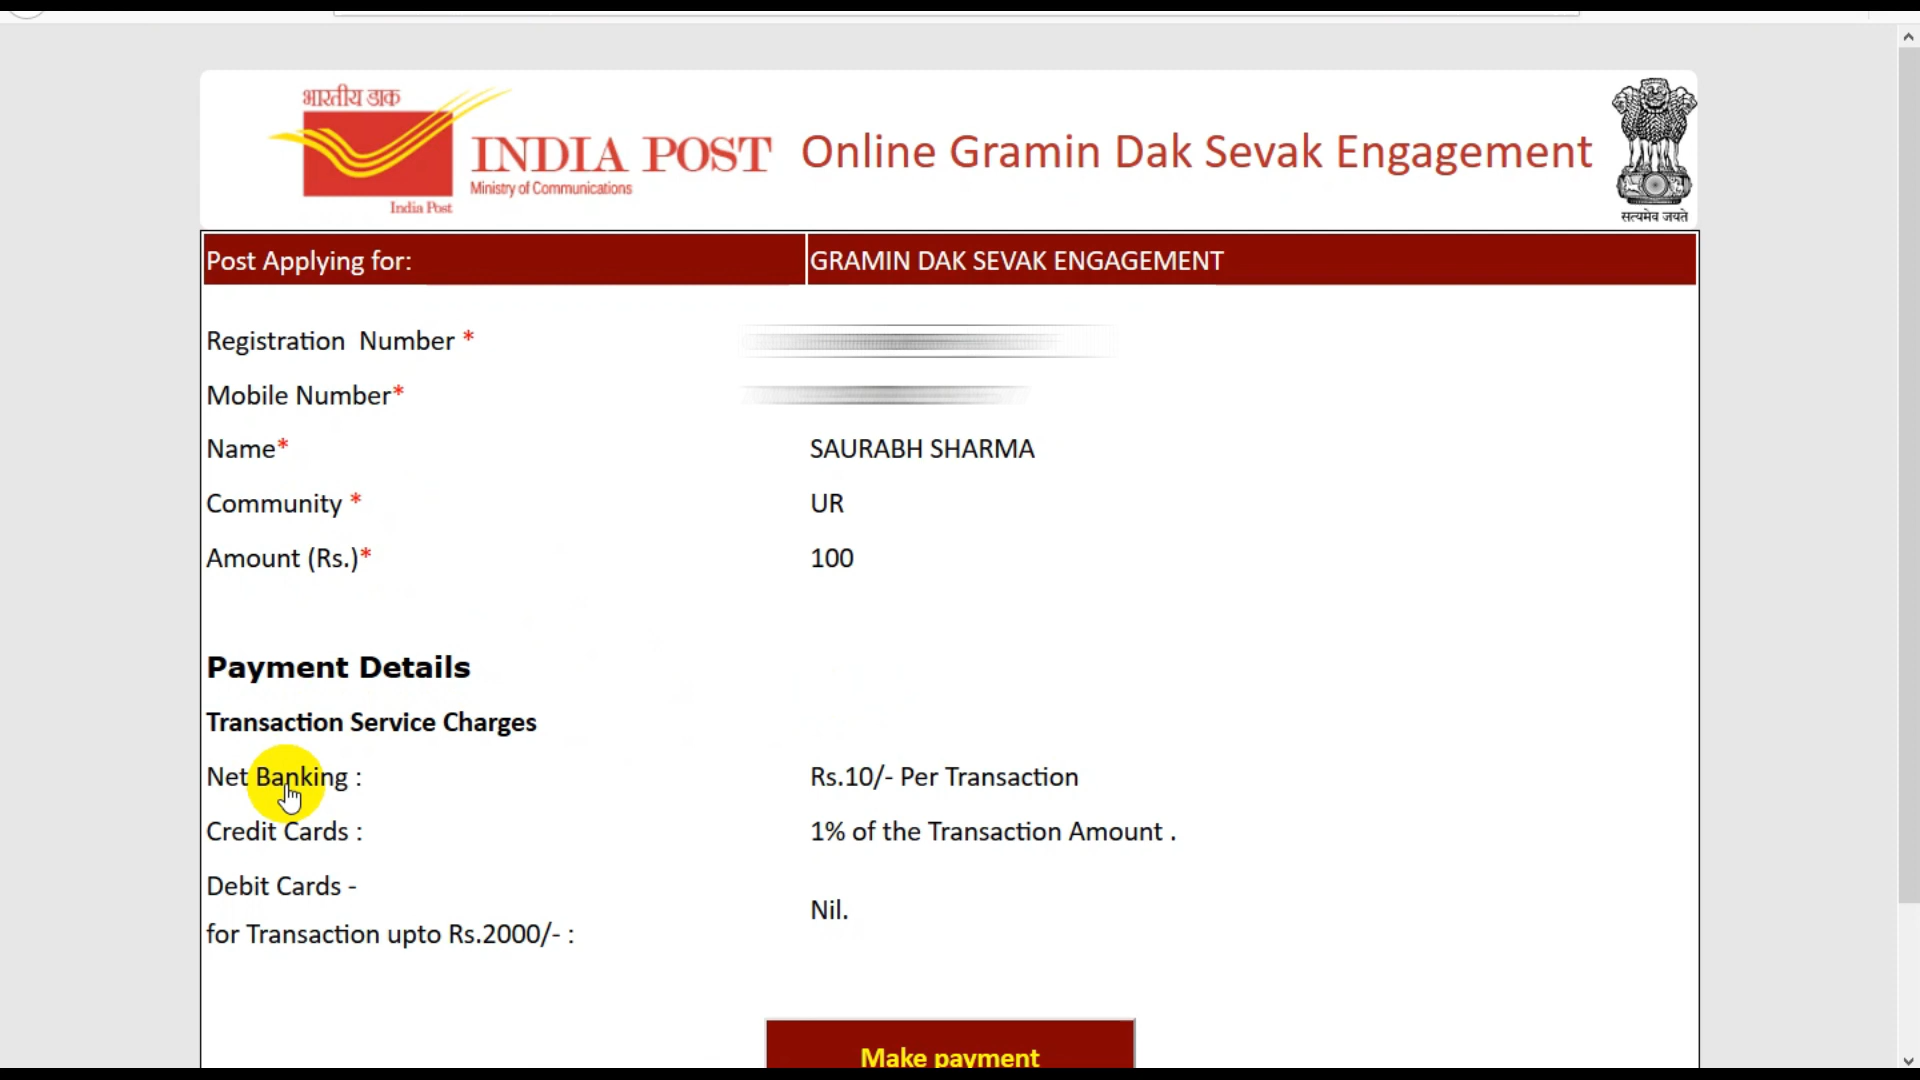 भारतीय डाक
INDIA POST
Ministry of Communications
India Post
Online Gramin Dak Sevak Engagement
सत्यमेव जयते
Post Applying for: GRAMIN DAK SEVAK ENGAGEMENT
Registration Number *
Mobile Number*
Name* SAURABH SHARMA
Community * UR
Amount (Rs.)* 100
Payment Details
Transaction Service Charges
Net Banking : Rs.10/- Per Transaction
Credit Cards : 1% of the Transaction Amount .
Debit Cards -
for Transaction upto Rs.2000/- : Nil.
Make payment